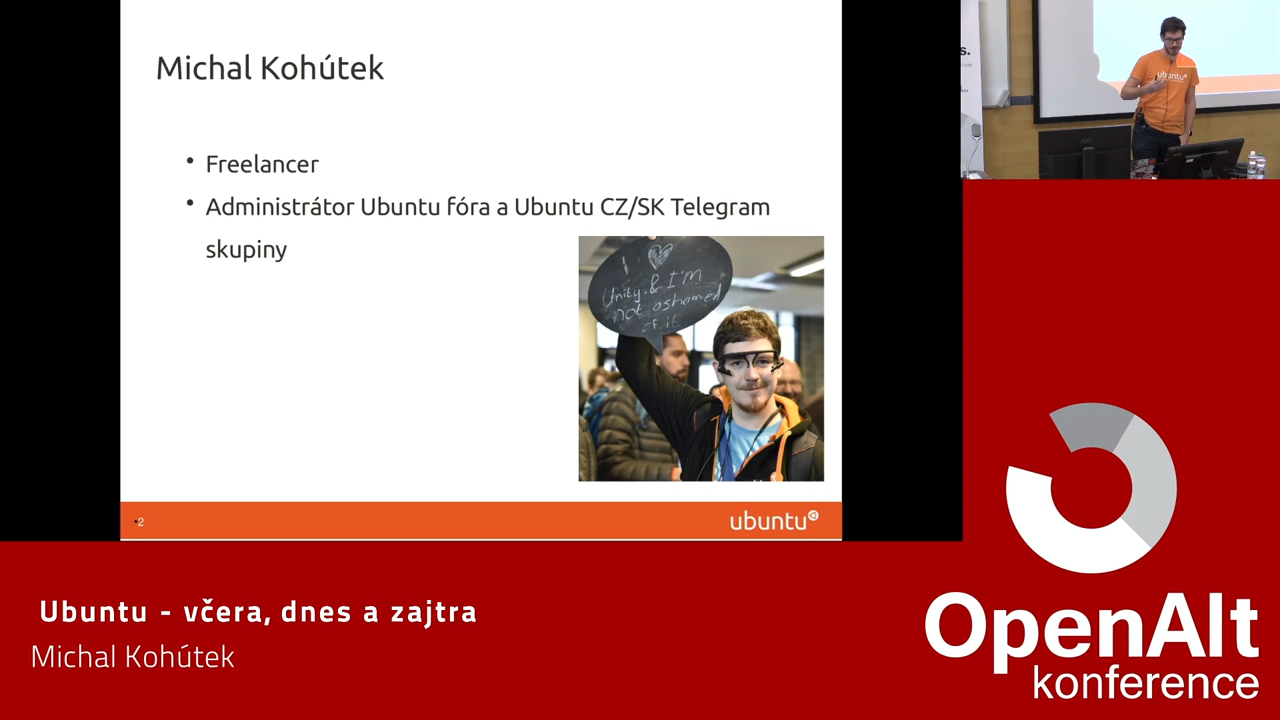 Michal Kohútek
• Freelancer
• Administrátor Ubuntu fóra a Ubuntu CZ/SK Telegram
skupiny
I ♥
Unity & I'M
not ashamed
of it
•2
ubuntu
s.
ubuntu
Ubuntu - včera, dnes a zajtra
Michal Kohútek
OpenAlt
konference